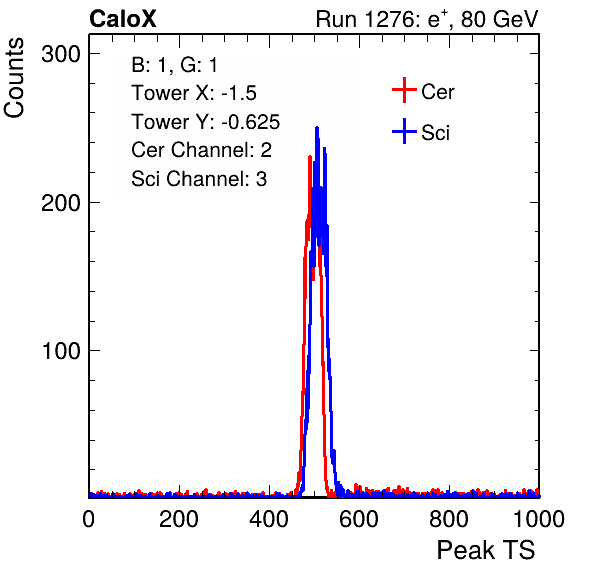 CaloX Run 1276: e⁺, 80 GeV
Counts
B: 1, G: 1
Tower X: -1.5
Tower Y: -0.625
Cer Channel: 2
Sci Channel: 3
Cer
Sci
300
200
100
0 200 400 600 800 1000
Peak TS